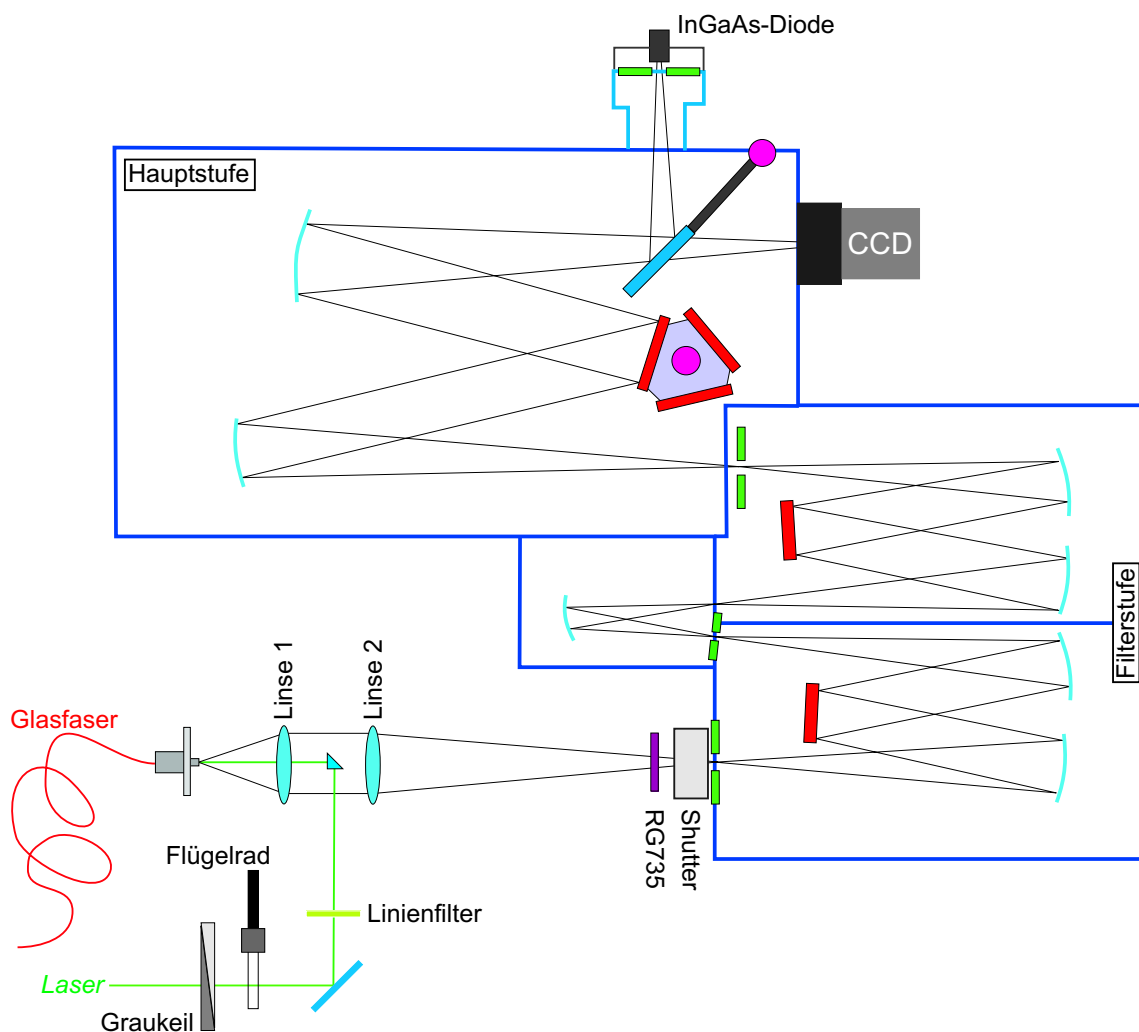 InGaAs-Diode
Hauptstufe
CCD
Filterstufe
Linse 1
Linse 2
Glasfaser
RG735
Shutter
Flügelrad
Linienfilter
Laser
Graukeil